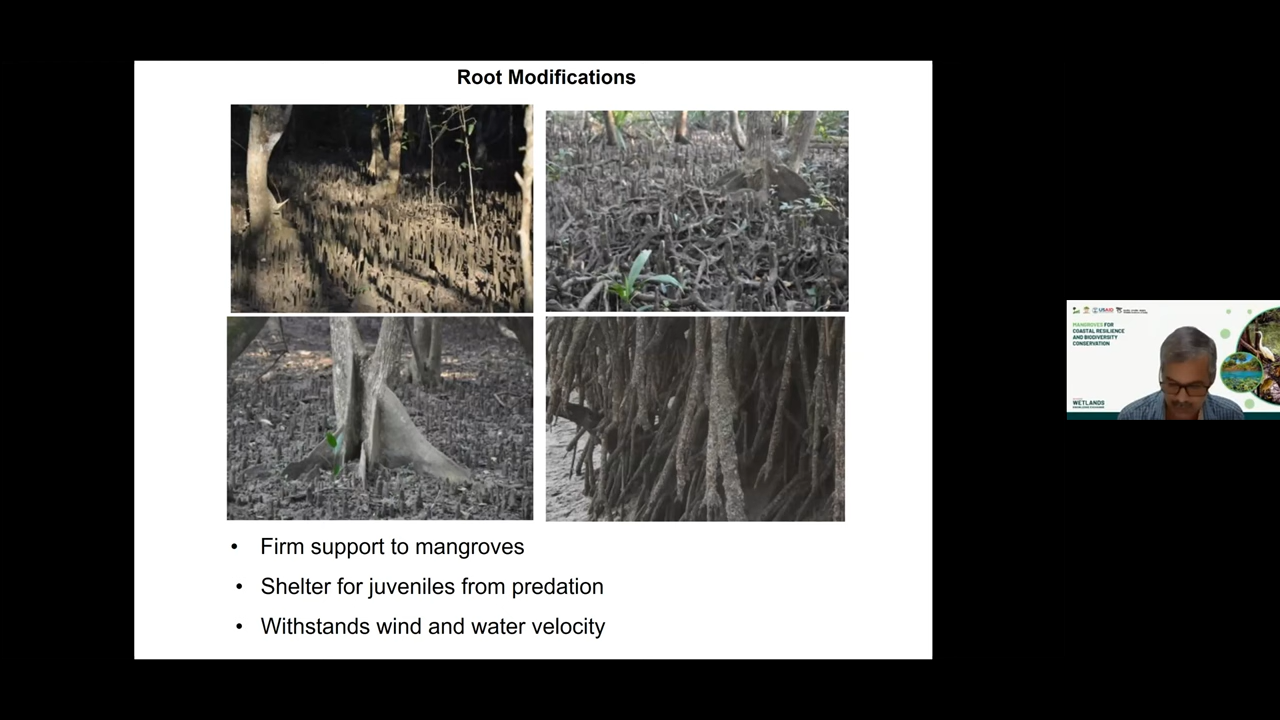 Root Modifications
• Firm support to mangroves
• Shelter for juveniles from predation
• Withstands wind and water velocity
USAID
MANGROVES FOR
COASTAL RESILIENCE
AND BIODIVERSITY
CONSERVATION
WETLANDS